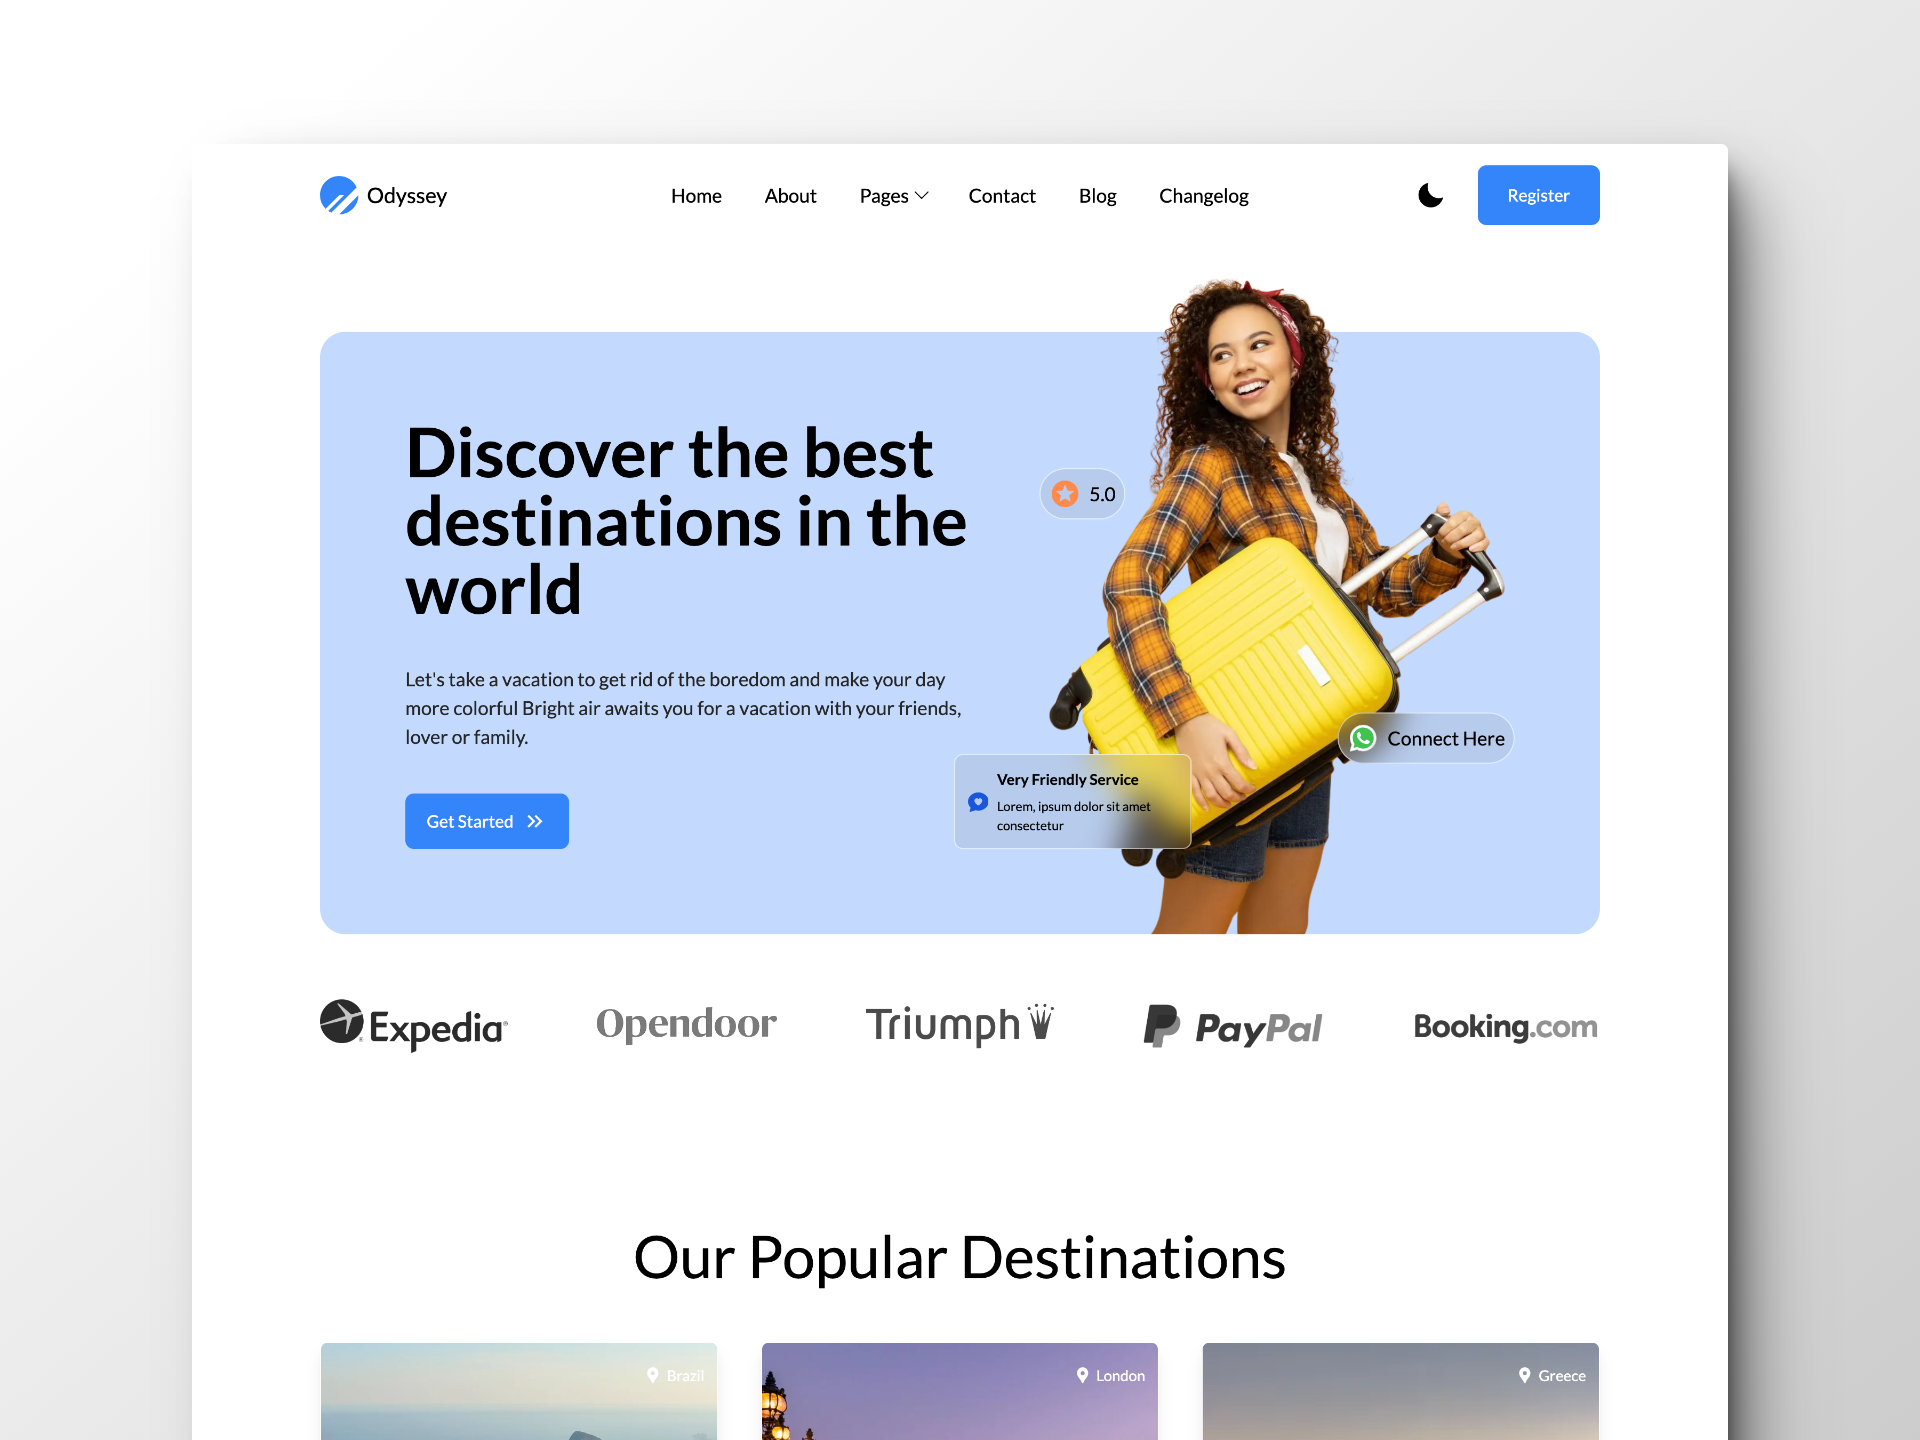 Odyssey
Home
About
Pages
Contact
Blog
Changelog
Register
Discover the best
destinations in the
world
Let's take a vacation to get rid of the boredom and make your day
more colorful Bright air awaits you for a vacation with your friends,
lover or family.
Get Started
5.0
Connect Here
Very Friendly Service
Lorem, ipsum dolor sit amet
consectetur
Expedia®
Opendoor
Triumph
PayPal
Booking.com
Our Popular Destinations
Brazil
London
Greece